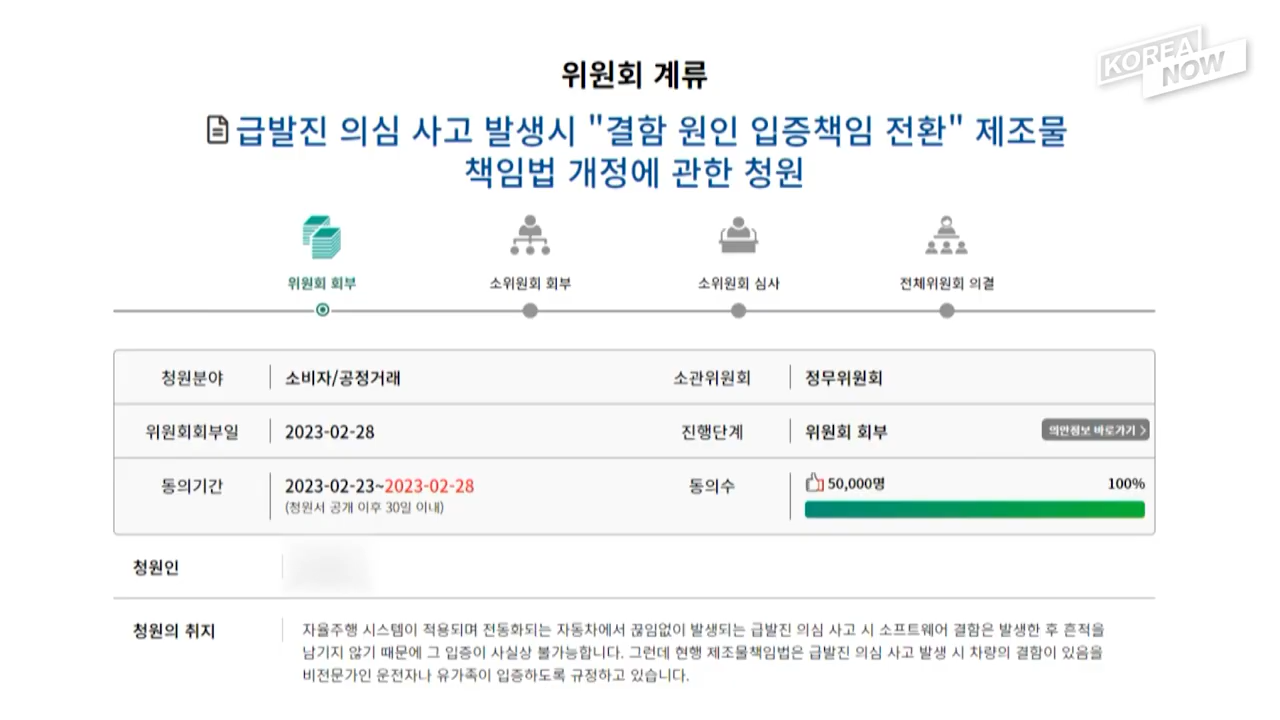 KOREA
NOW
위원회 계류
급발진 의심 사고 발생시 "결함 원인 입증책임 전환" 제조물
책임법 개정에 관한 청원
위원회 회부
소위원회 회부
소위원회 심사
전체위원회 의결
청원분야 소비자/공정거래 소관위원회 정무위원회
위원회회부일 2023-02-28 진행단계 위원회 회부 의안정보 바로가기 >
동의기간 2023-02-23~2023-02-28 동의수 50,000명 100%
(청원서 공개 이후 30일 이내)
청원인
청원의 취지 자율주행 시스템이 적용되며 전동화되는 자동차에서 끊임없이 발생되는 급발진 의심 사고 시 소프트웨어 결함은 발생한 후 흔적을
남기지 않기 때문에 그 입증이 사실상 불가능합니다. 그런데 현행 제조물책임법은 급발진 의심 사고 발생 시 차량의 결함이 있음을
비전문가인 운전자나 유가족이 입증하도록 규정하고 있습니다.